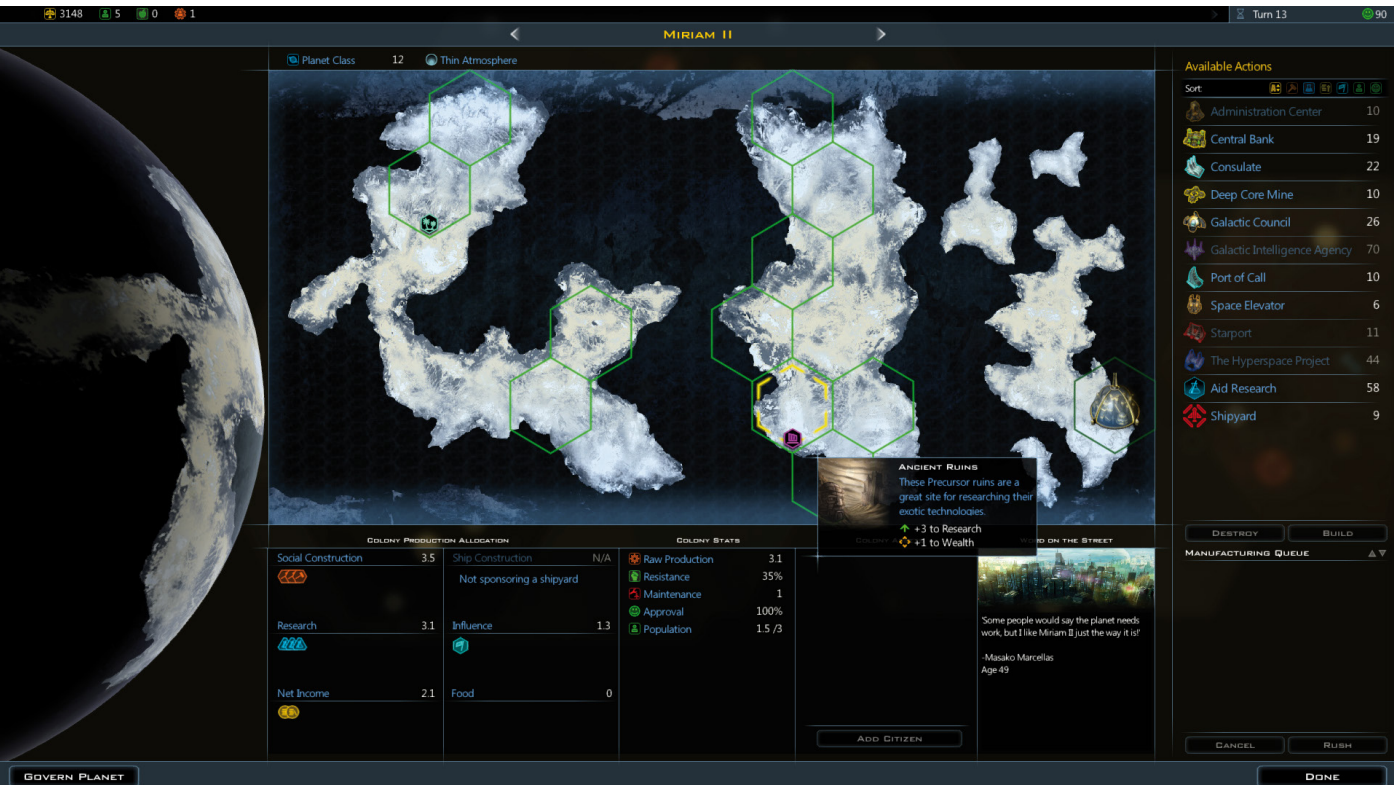 3148
5
0
1
Turn 13
90
Miriam II
Planet Class 12
Thin Atmosphere
Available Actions
Sort:
Administration Center 10
Central Bank 19
Consulate 22
Deep Core Mine 10
Galactic Council 26
Galactic Intelligence Agency 70
Port of Call 10
Space Elevator 6
Starport 11
The Hyperspace Project 44
Aid Research 58
Shipyard 9
Ancient Ruins
These Precursor ruins are a
great site for researching their
exotic technologies.
+3 to Research
+1 to Wealth
Destroy
Build
Manufacturing Queue
Colony Production Allocation
Social Construction 3.5
Research 3.1
Net Income 2.1
Ship Construction N/A
Not sponsoring a shipyard
Influence 1.3
Food 0
Colony Stats
Raw Production 3.1
Resistance 35%
Maintenance 1
Approval 100%
Population 1.5 /3
Add Citizen
on the Street
'Some people would say the planet needs
work, but I like Miriam II just the way it is!'
-Masako Marcellas
Age 49
Cancel
Rush
Govern Planet
Done